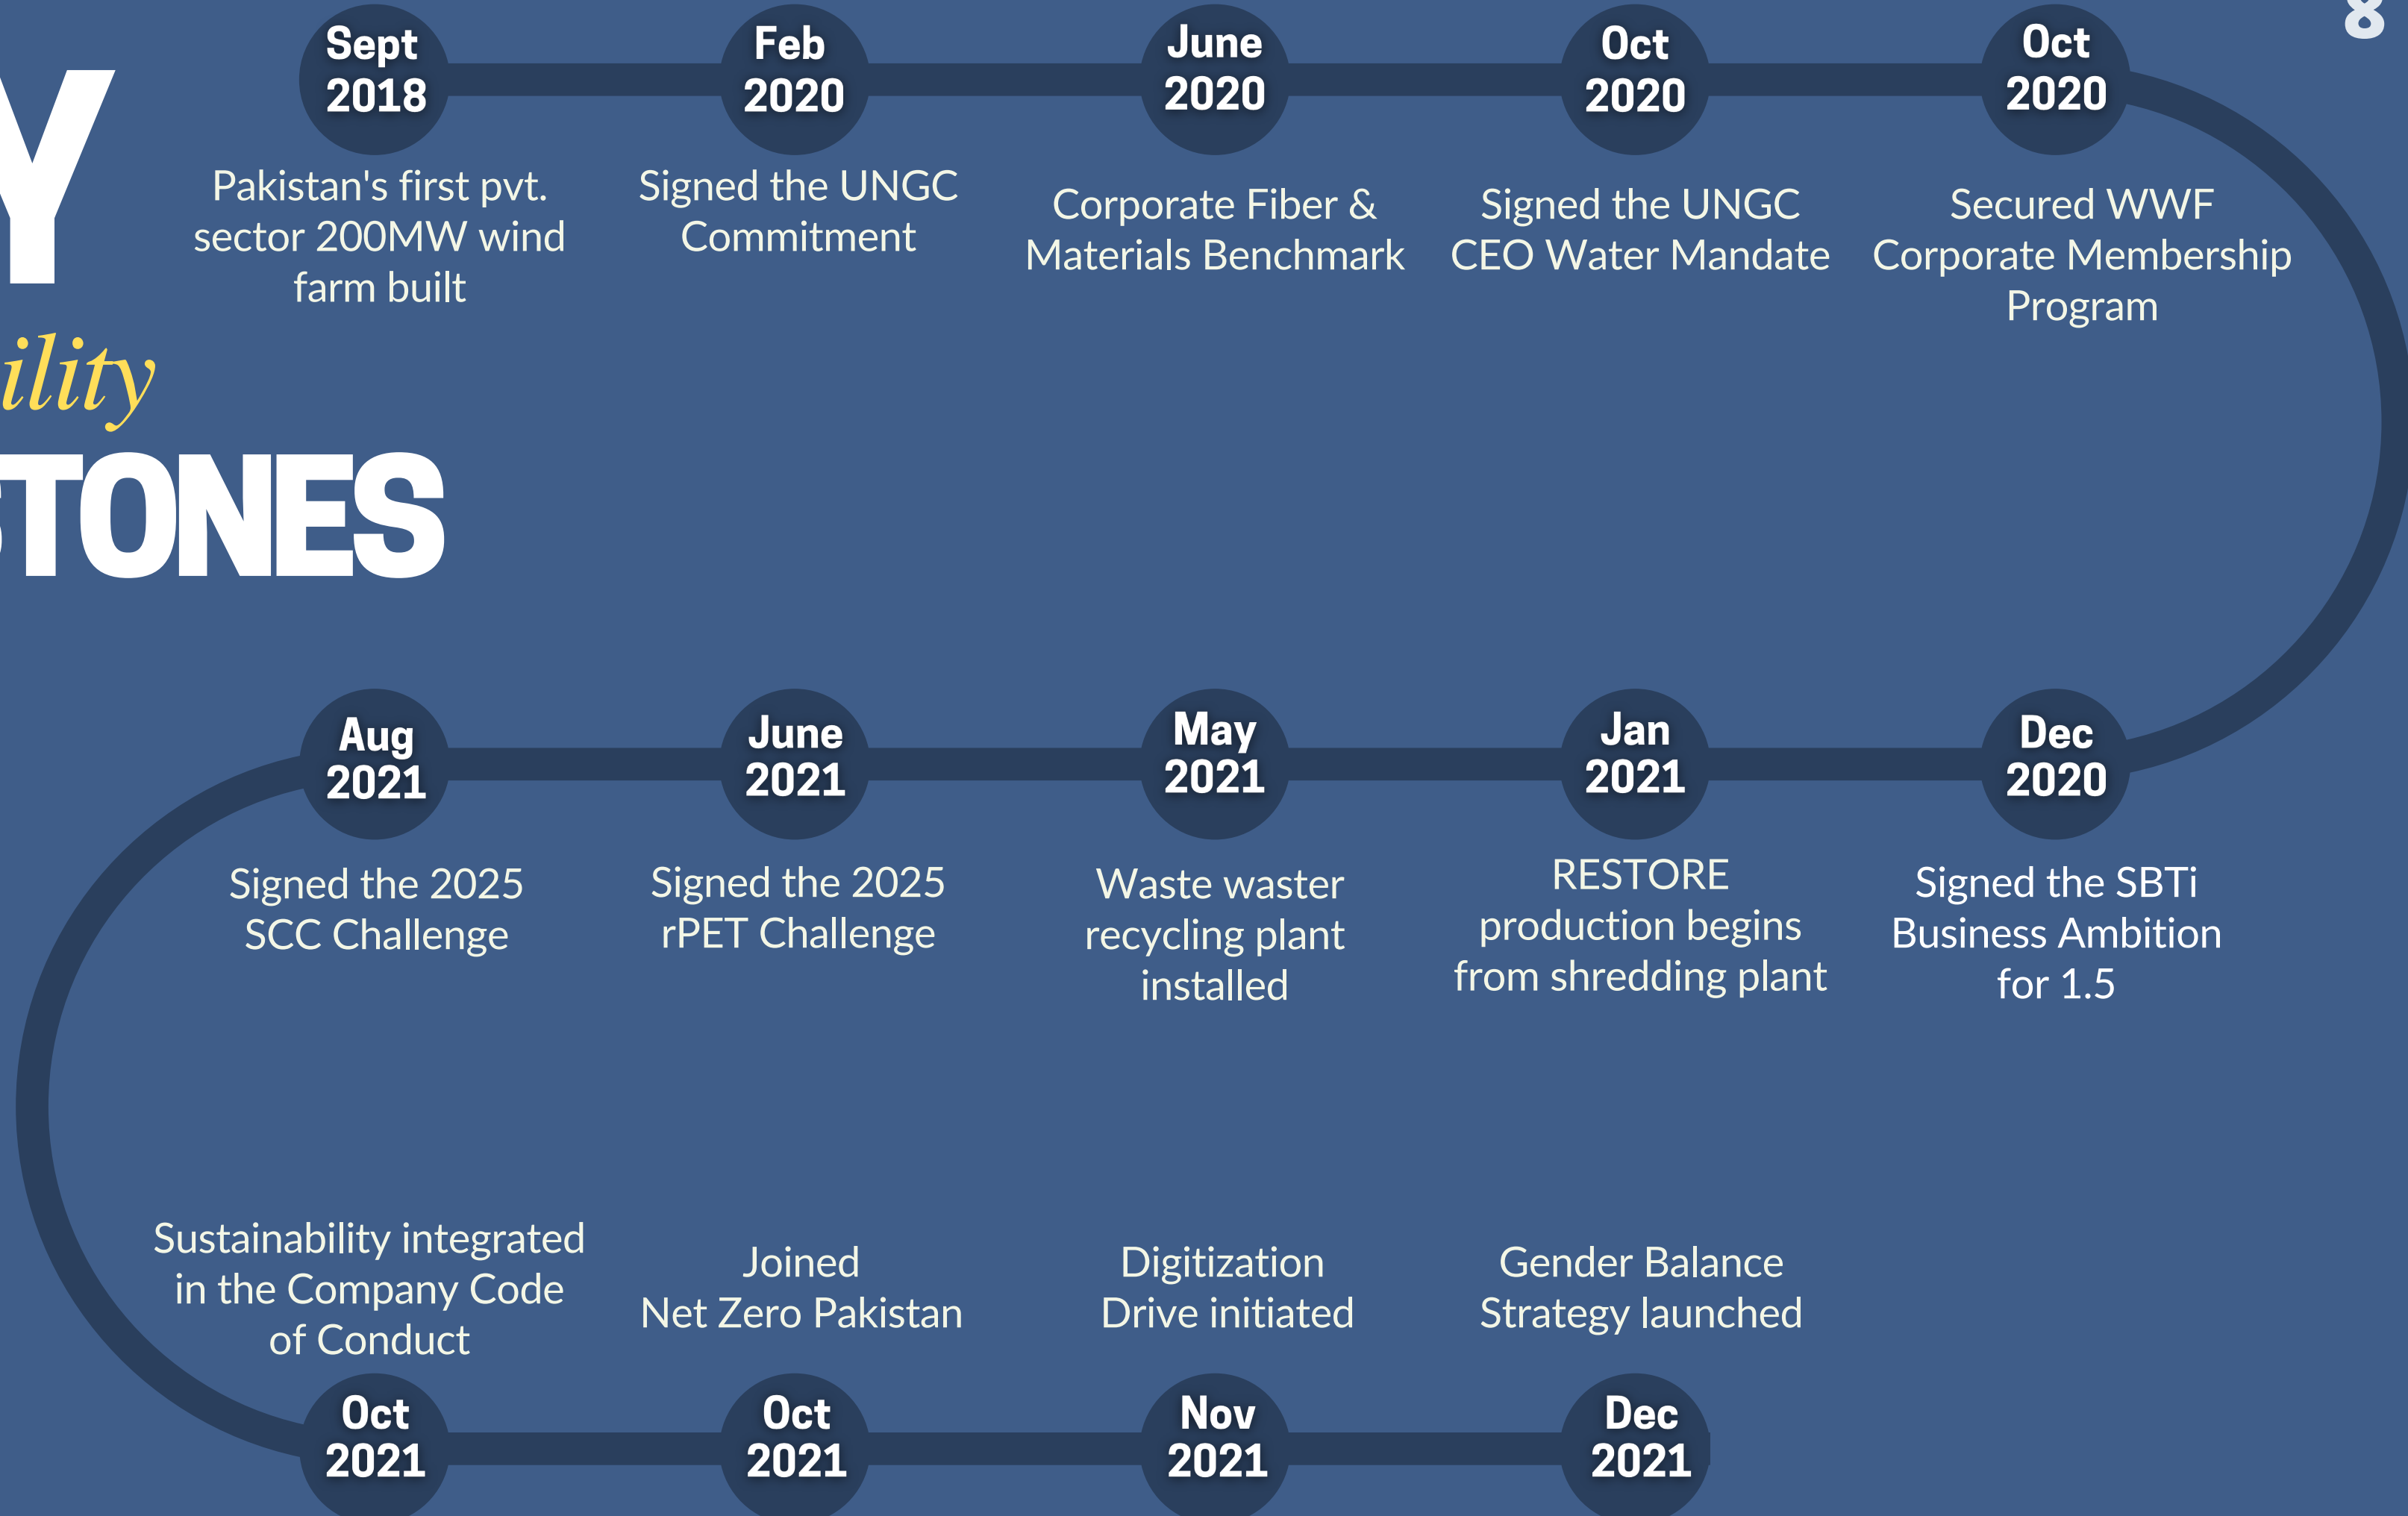 8
Y
ility
STONES
Sept
2018
Pakistan's first pvt.
sector 200MW wind
farm built
Feb
2020
Signed the UNGC
Commitment
June
2020
Corporate Fiber &
Materials Benchmark
Oct
2020
Signed the UNGC
CEO Water Mandate
Oct
2020
Secured WWF
Corporate Membership
Program
Dec
2020
Signed the SBTi
Business Ambition
for 1.5
Jan
2021
RESTORE
production begins
from shredding plant
May
2021
Waste waster
recycling plant
installed
June
2021
Signed the 2025
rPET Challenge
Aug
2021
Signed the 2025
SCC Challenge
Sustainability integrated
in the Company Code
of Conduct
Oct
2021
Joined
Net Zero Pakistan
Oct
2021
Digitization
Drive initiated
Nov
2021
Gender Balance
Strategy launched
Dec
2021